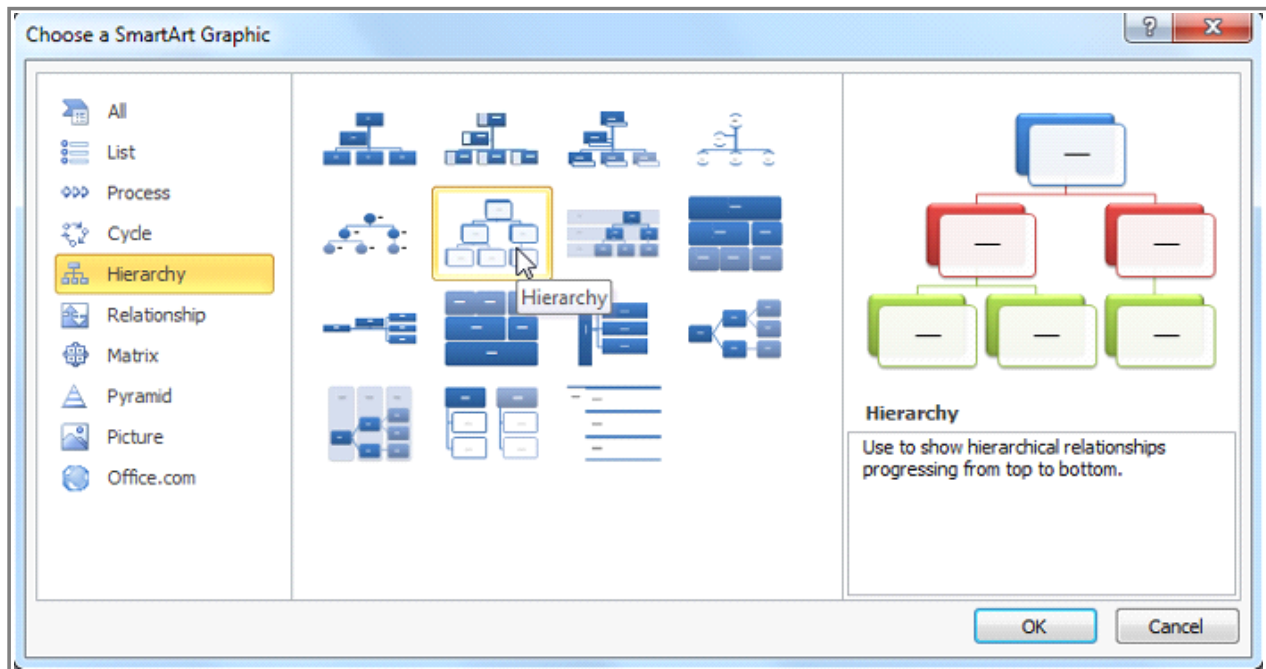 Choose a SmartArt Graphic
?
All
List
Process
Cycle
Hierarchy
Relationship
Matrix
Pyramid
Picture
Office.com
Hierarchy
Hierarchy
Use to show hierarchical relationships
progressing from top to bottom.
OK
Cancel